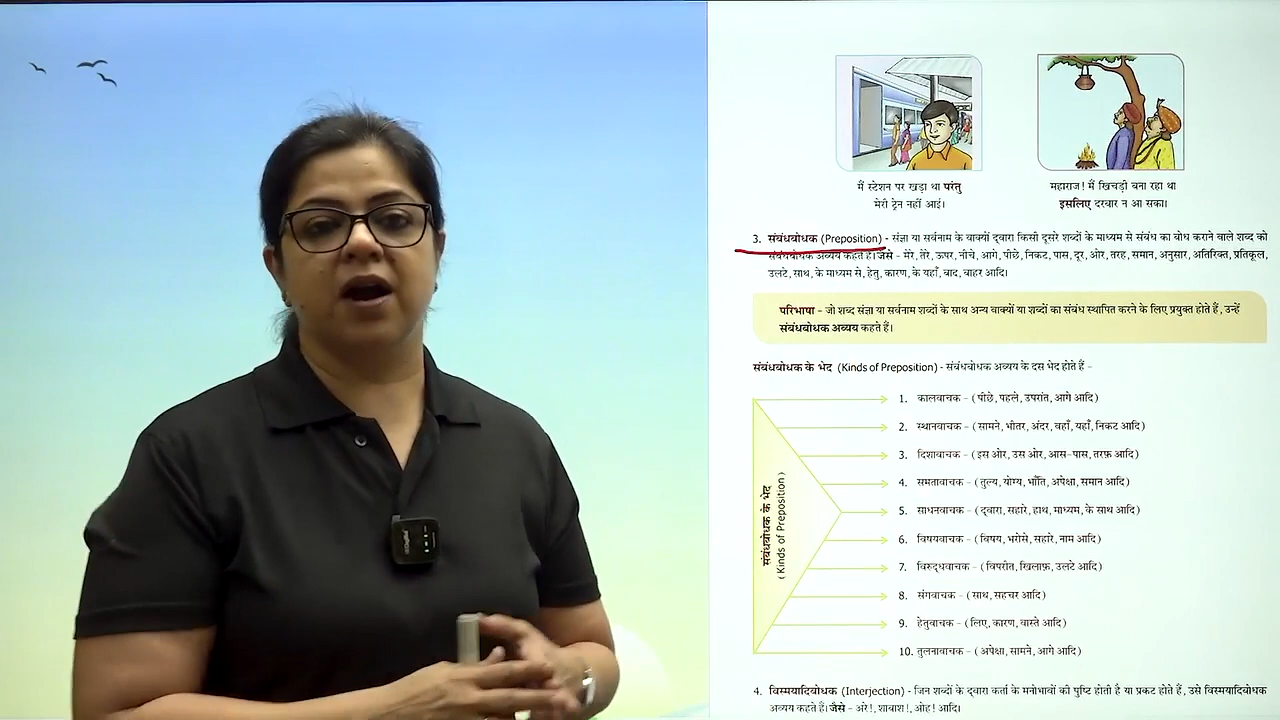 मैं स्टेशन पर खड़ा था परंतु
मेरी ट्रेन नहीं आई।
महाराज! मैं खिचड़ी बना रहा था
इसलिए दरबार न आ सका।
3. संबंधबोधक (Preposition) - संज्ञा या सर्वनाम के वाक्यों द्वारा किसी दूसरे शब्दों के माध्यम से संबंध का बोध कराने वाले शब्द को
संबंधबोधक अव्यय कहते हैं। जैसे - मेरे, तेरे, ऊपर, नीचे, आगे, पीछे, निकट, पास, दूर, ओर, तरह, समान, अनुसार, अतिरिक्त, प्रतिकूल,
उलटे, साथ, के माध्यम से, हेतु, कारण, के यहाँ, बाद, बाहर आदि।
परिभाषा - जो शब्द संज्ञा या सर्वनाम शब्दों के साथ अन्य वाक्यों या शब्दों का संबंध स्थापित करने के लिए प्रयुक्त होते हैं, उन्हें
संबंधबोधक अव्यय कहते हैं।
संबंधबोधक के भेद (Kinds of Preposition) - संबंधबोधक अव्यय के दस भेद होते हैं -
संबंधबोधक के भेद
(Kinds of Preposition)
1. कालवाचक - (पीछे, पहले, उपरांत, आगे आदि)
2. स्थानवाचक - (सामने, भीतर, अंदर, वहाँ, यहाँ, निकट आदि)
3. दिशावाचक - (इस ओर, उस ओर, आस-पास, तरफ़ आदि)
4. समतावाचक - (तुल्य, योग्य, भाँति, अपेक्षा, समान आदि)
5. साधनवाचक - (द्वारा, सहारे, हाथ, माध्यम, के साथ आदि)
6. विषयवाचक - (विषय, भरोसे, सहारे, नाम आदि)
7. विरुद्धवाचक - (विपरीत, खिलाफ़, उलटे आदि)
8. संगवाचक - (साथ, सहचर आदि)
9. हेतुवाचक - (लिए, कारण, वास्ते आदि)
10. तुलनावाचक - (अपेक्षा, सामने, आगे आदि)
4. विस्मयादिबोधक (Interjection) - जिन शब्दों के द्वारा कर्ता के मनोभावों की पुष्टि होती है या प्रकट होते हैं, उसे विस्मयादिबोधक
अव्यय कहते हैं। जैसे - अरे!, शाबाश!, ओह! आदि।